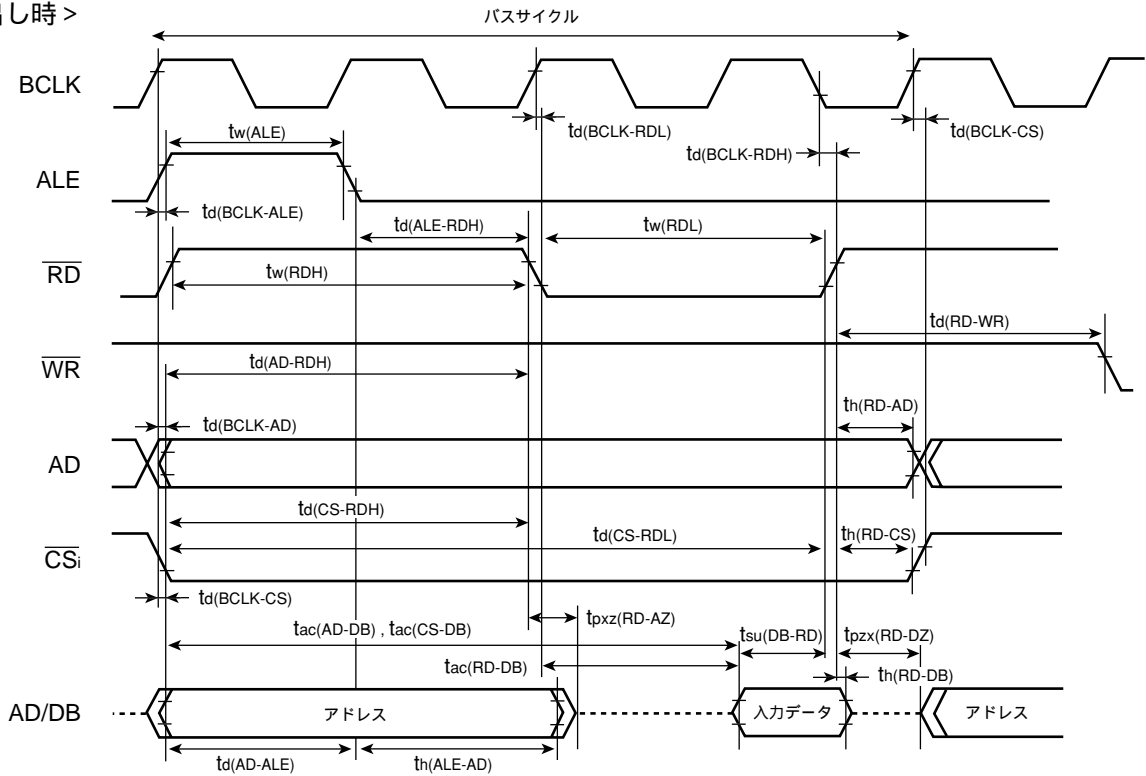 出し時 >
バスサイクル
BCLK
td(BCLK-RDL)
td(BCLK-CS)
tw(ALE)
td(BCLK-RDH)
ALE
td(BCLK-ALE)
td(ALE-RDH)
tw(RDL)
RD
tw(RDH)
td(RD-WR)
WR
td(AD-RDH)
th(RD-AD)
td(BCLK-AD)
AD
td(CS-RDH)
td(CS-RDL)
th(RD-CS)
CSi
td(BCLK-CS)
tpxz(RD-AZ)
tac(AD-DB) , tac(CS-DB)
tsu(DB-RD)
tpzx(RD-DZ)
tac(RD-DB)
th(RD-DB)
AD/DB
アドレス
入力データ
アドレス
td(AD-ALE)
th(ALE-AD)